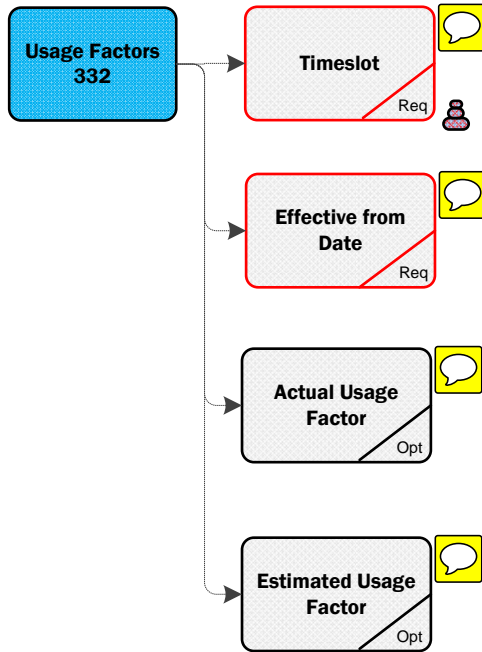 Usage Factors
332
Timeslot
Req
Effective from
Date
Req
Actual Usage
Factor
Opt
Estimated Usage
Factor
Opt